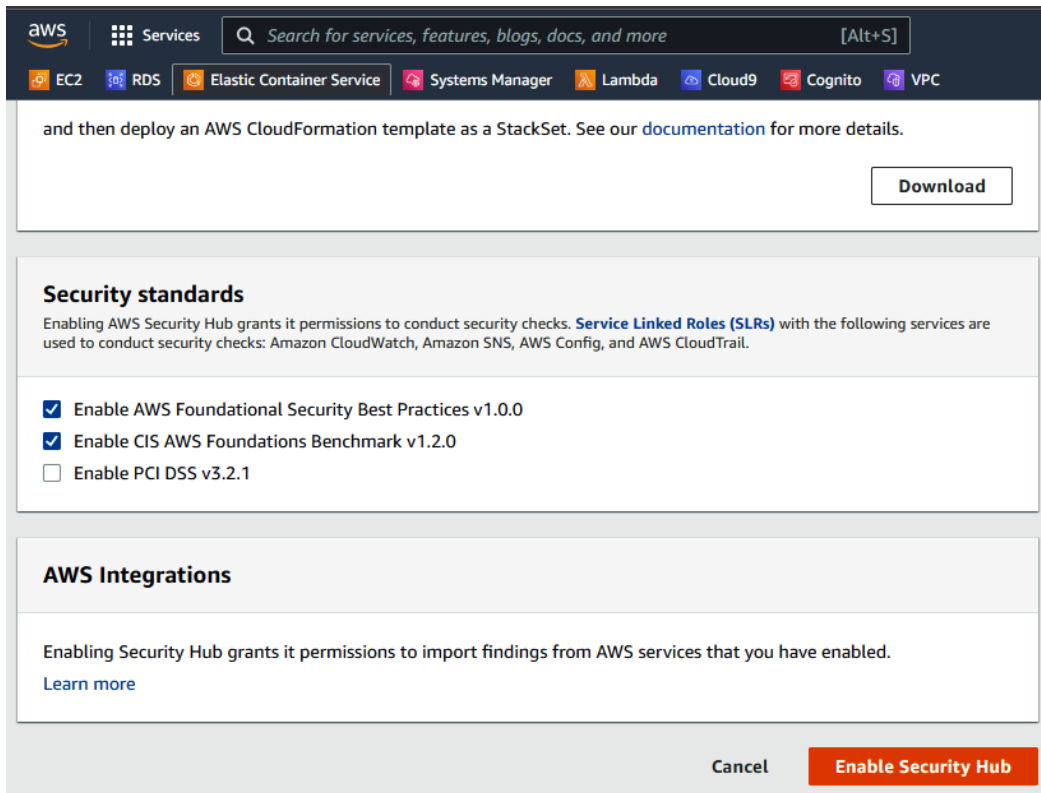 aws
Services
Search for services, features, blogs, docs, and more
[Alt+S]
EC2
RDS
Elastic Container Service
Systems Manager
Lambda
Cloud9
Cognito
VPC
and then deploy an AWS CloudFormation template as a StackSet. See our documentation for more details.
Download
Security standards
Enabling AWS Security Hub grants it permissions to conduct security checks. Service Linked Roles (SLRs) with the following services are
used to conduct security checks: Amazon CloudWatch, Amazon SNS, AWS Config, and AWS CloudTrail.
Enable AWS Foundational Security Best Practices v1.0.0
Enable CIS AWS Foundations Benchmark v1.2.0
Enable PCI DSS v3.2.1
AWS Integrations
Enabling Security Hub grants it permissions to import findings from AWS services that you have enabled.
Learn more
Cancel
Enable Security Hub